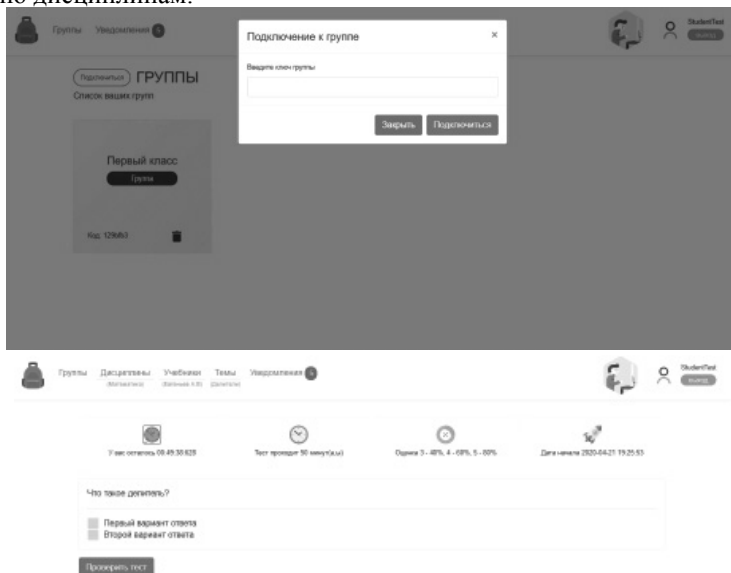 по дисциплинам.
Группы Уведомления
StudentTest
выход
Подключение к группе ×
Введите ключ группы
Закрыть Подключиться
Подключиться ГРУППЫ
Список ваших групп
Первый класс
Группа
Код:
Группы Дисциплины Учебники Темы Уведомления
(Математика) (Делители)
StudentTest
выход
У вас осталось 00:49:38:628
Тест проходит 50 минут(а,ы)
Оценка 3 - 40%, 4 - 60%, 5 - 80%
Дата начала 2020-04-21 19:25:53
Что такое делитель?
Первый вариант ответа
Второй вариант ответа
Проверить тест